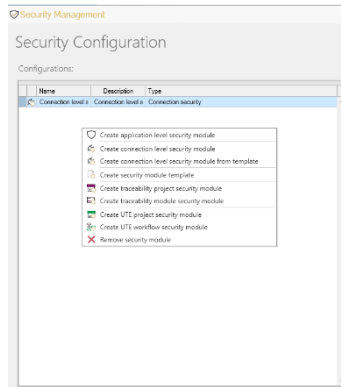 Security Management
Security Configuration
Configurations:
Name Description Type
Connection level s Connection level s Connection security
Create application level security module
Create connection level security module
Create connection level security module from template
Create security module template
Create traceability project security module
Create traceability module security module
Create UTE project security module
Create UTE workflow security module
Remove security module